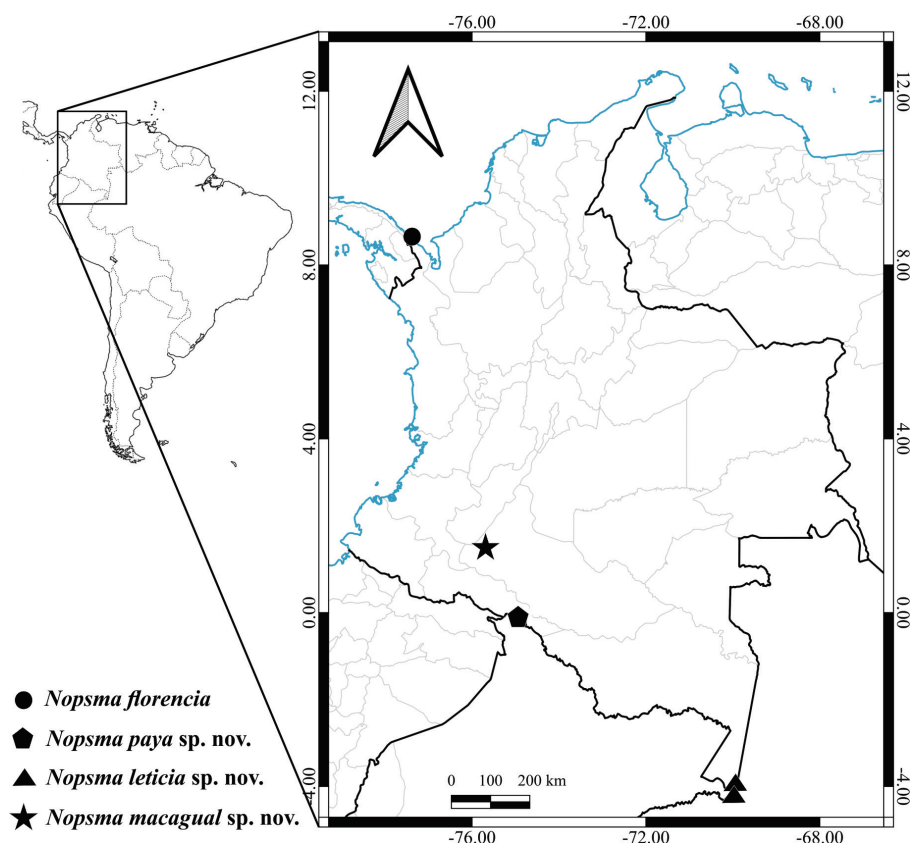 -76.00 -72.00 -68.00
12.00 12.00
8.00 8.00
4.00 4.00
0.00 0.00
-4.00 -4.00
Nopsma florencia
Nopsma paya sp. nov.
Nopsma leticia sp. nov.
Nopsma macagual sp. nov.
0 100 200 km
-76.00 -72.00 -68.00